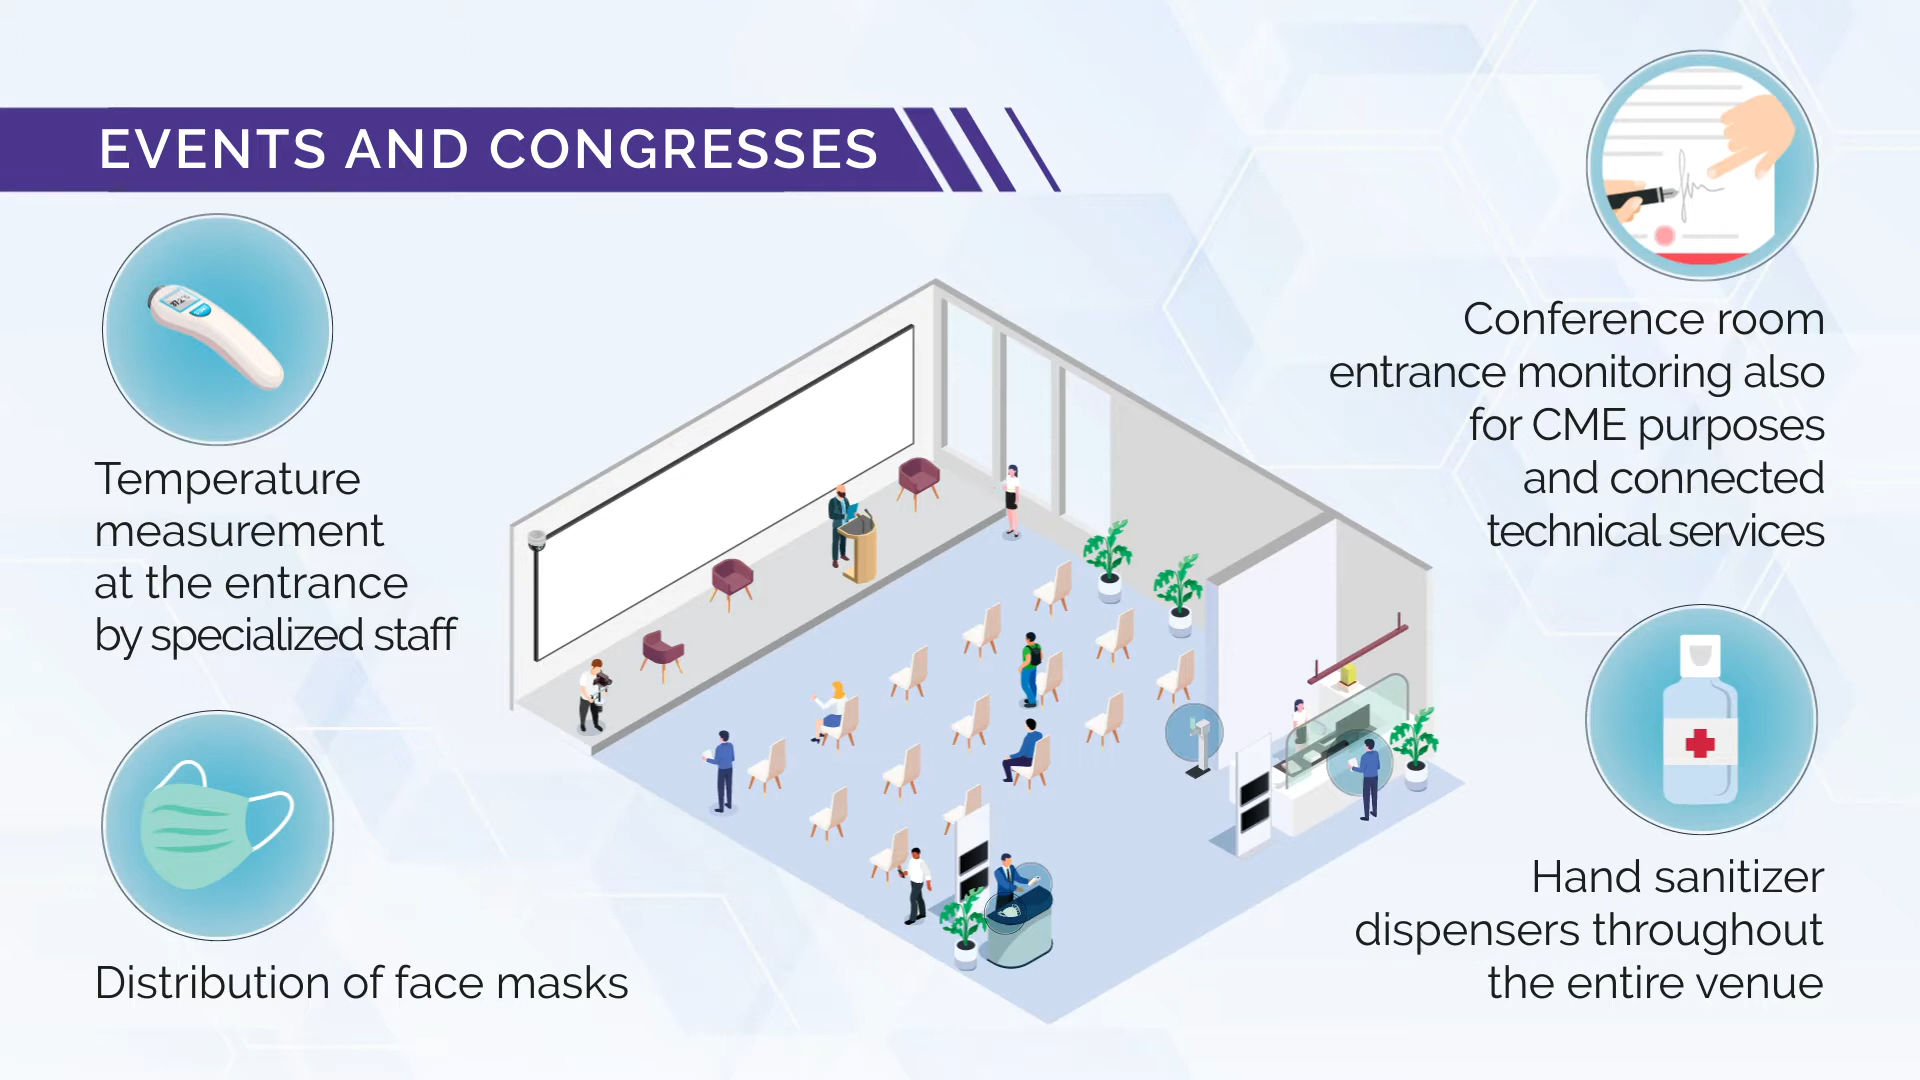 EVENTS AND CONGRESSES
Temperature
measurement
at the entrance
by specialized staff
Distribution of face masks
Conference room
entrance monitoring also
for CME purposes
and connected
technical services
Hand sanitizer
dispensers throughout
the entire venue